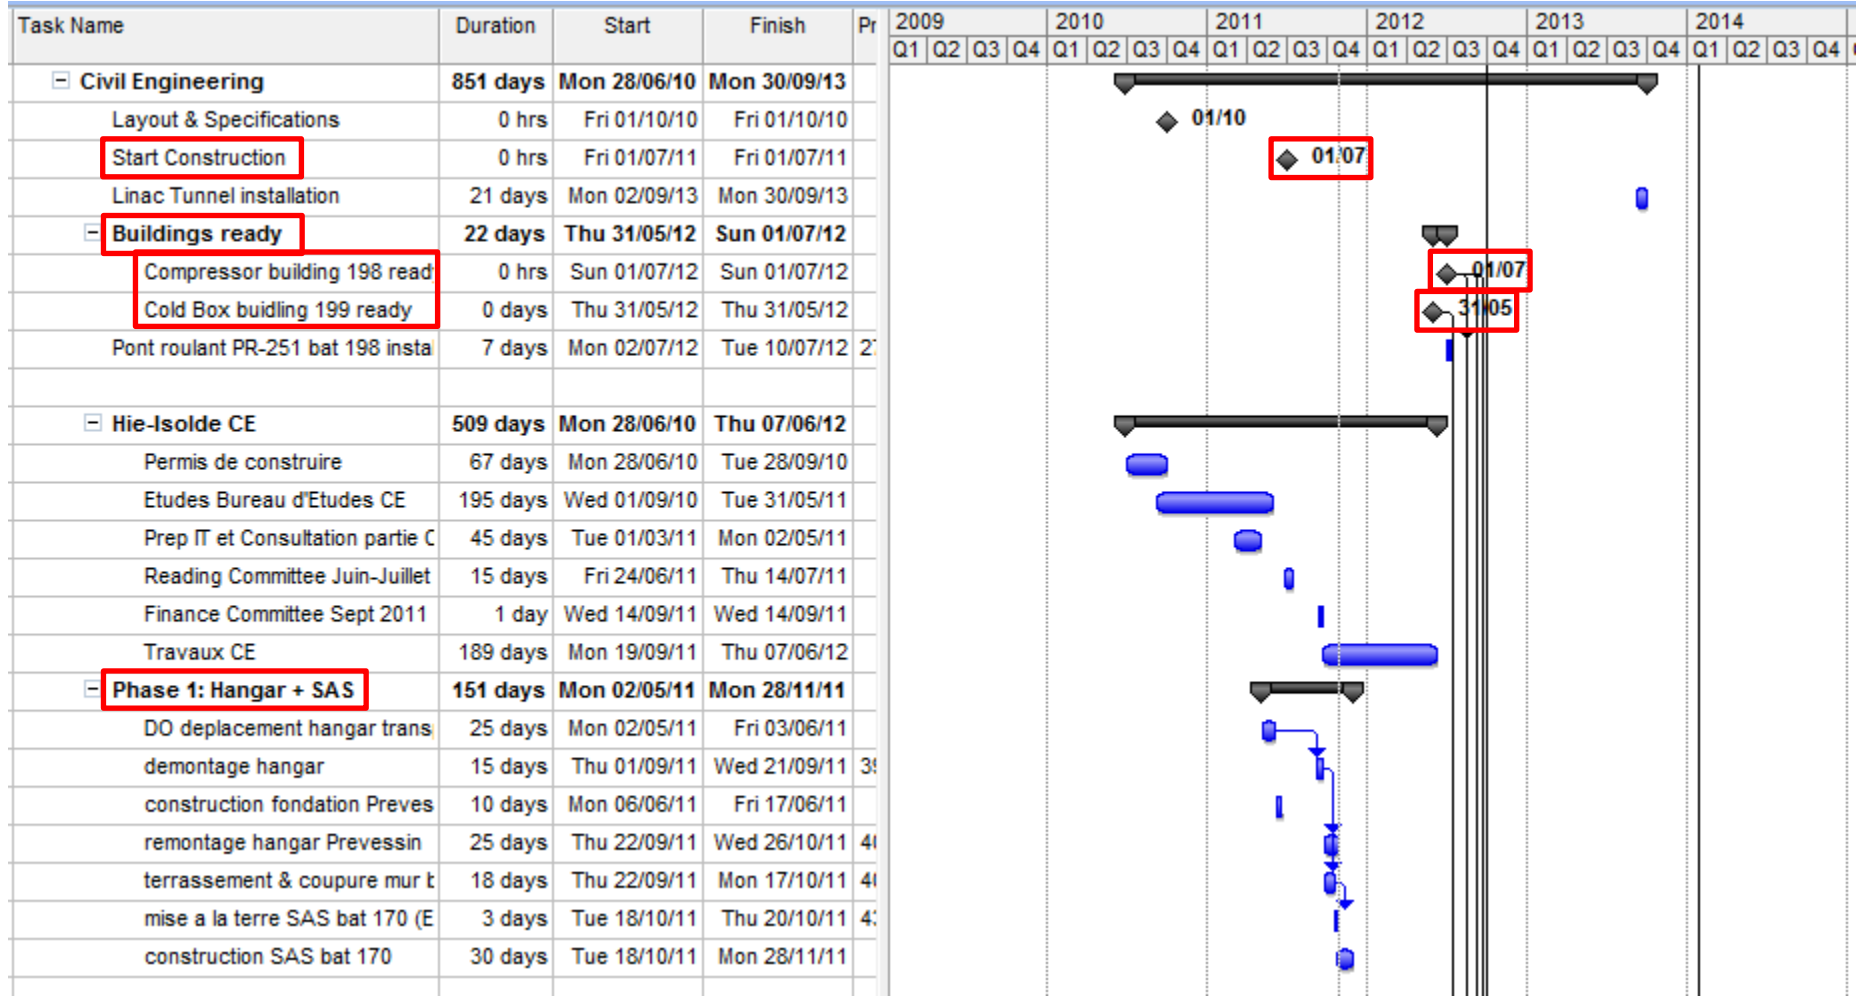 Task Name Duration Start Finish Pr 2009 2010 2011 2012 2013 2014
Q1 Q2 Q3 Q4 Q1 Q2 Q3 Q4 Q1 Q2 Q3 Q4 Q1 Q2 Q3 Q4 Q1 Q2 Q3 Q4 Q1 Q2 Q3 Q4
Civil Engineering 851 days Mon 28/06/10 Mon 30/09/13
Layout & Specifications 0 hrs Fri 01/10/10 Fri 01/10/10 01/10
Start Construction 0 hrs Fri 01/07/11 Fri 01/07/11 01/07
Linac Tunnel installation 21 days Mon 02/09/13 Mon 30/09/13
Buildings ready 22 days Thu 31/05/12 Sun 01/07/12
Compressor building 198 read 0 hrs Sun 01/07/12 Sun 01/07/12 01/07
Cold Box buidling 199 ready 0 days Thu 31/05/12 Thu 31/05/12 31/05
Pont roulant PR-251 bat 198 insta 7 days Mon 02/07/12 Tue 10/07/12
Hie-Isolde CE 509 days Mon 28/06/10 Thu 07/06/12
Permis de construire 67 days Mon 28/06/10 Tue 28/09/10
Etudes Bureau d'Etudes CE 195 days Wed 01/09/10 Tue 31/05/11
Prep IT et Consultation partie C 45 days Tue 01/03/11 Mon 02/05/11
Reading Committee Juin-Juillet 15 days Fri 24/06/11 Thu 14/07/11
Finance Committee Sept 2011 1 day Wed 14/09/11 Wed 14/09/11
Travaux CE 189 days Mon 19/09/11 Thu 07/06/12
Phase 1: Hangar + SAS 151 days Mon 02/05/11 Mon 28/11/11
DO deplacement hangar trans 25 days Mon 02/05/11 Fri 03/06/11
demontage hangar 15 days Thu 01/09/11 Wed 21/09/11
construction fondation Preves 10 days Mon 06/06/11 Fri 17/06/11
remontage hangar Prevessin 25 days Thu 22/09/11 Wed 26/10/11
terrassement & coupure mur 18 days Thu 22/09/11 Mon 17/10/11
mise a la terre SAS bat 170 (E 3 days Tue 18/10/11 Thu 20/10/11
construction SAS bat 170 30 days Tue 18/10/11 Mon 28/11/11